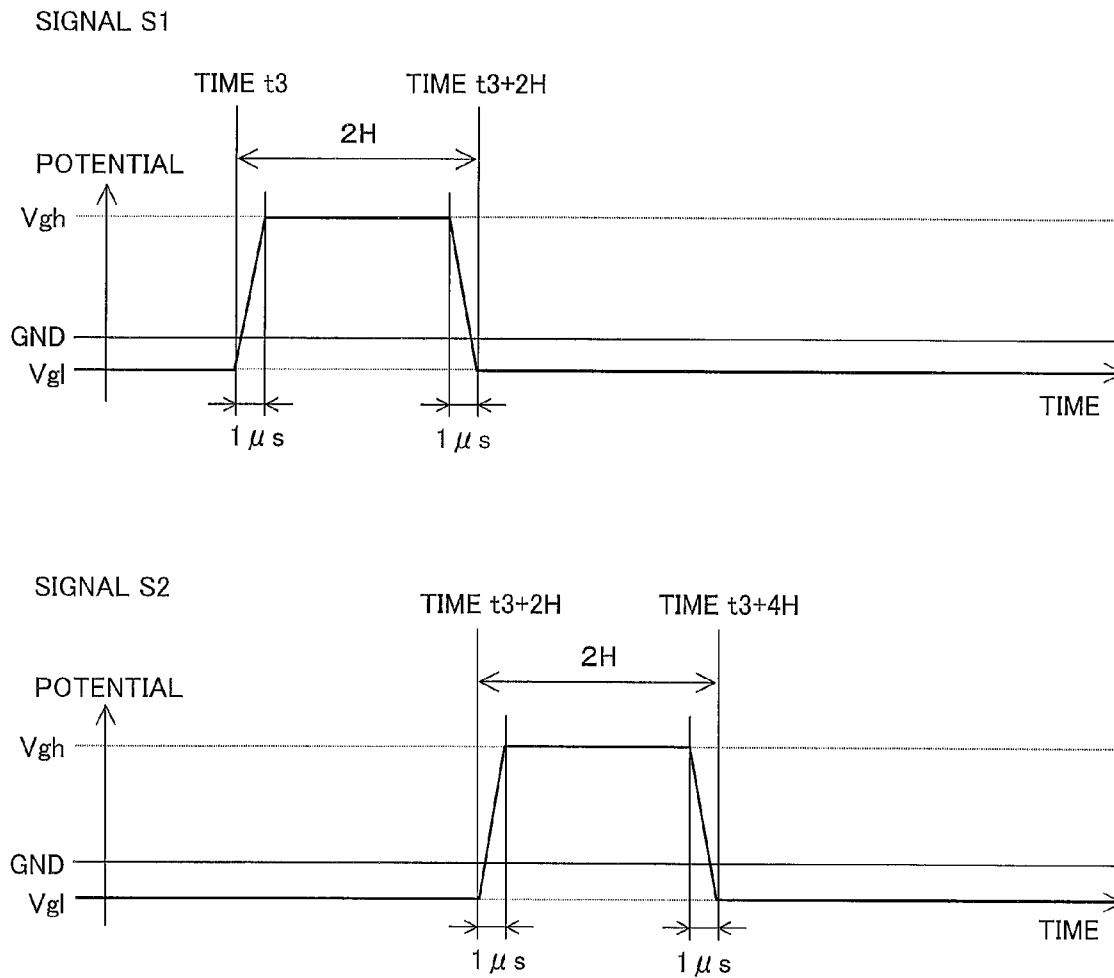 SIGNAL S1
TIME t3
TIME t3+2H
2H
POTENTIAL
Vgh
GND
Vgl
TIME
1 μs
1 μs
SIGNAL S2
TIME t3+2H
TIME t3+4H
2H
POTENTIAL
Vgh
GND
Vgl
TIME
1 μs
1 μs